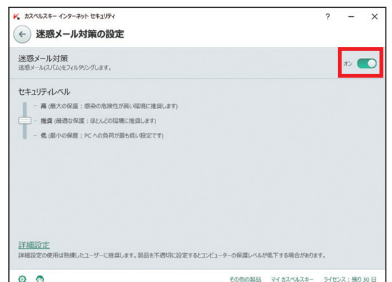 カスペルスキー インターネット セキュリティ
迷惑メール対策の設定
迷惑メール対策
迷惑メール(スパム)をフィルタリングします。
オン
セキュリティレベル
高 (最大の保護：感染の危険性が高い環境に推奨します)
推奨 (最適な保護：ほとんどの環境に推奨します)
低 (最小の保護：PC への負荷が最も低い設定です)
詳細設定
詳細設定の使用は熟練したユーザーに推奨します。製品を不適切に設定するとコンピューターの保護レベルが低下する場合があります。
その他の製品 マイ カスペルスキー ライセンス：残り 30 日